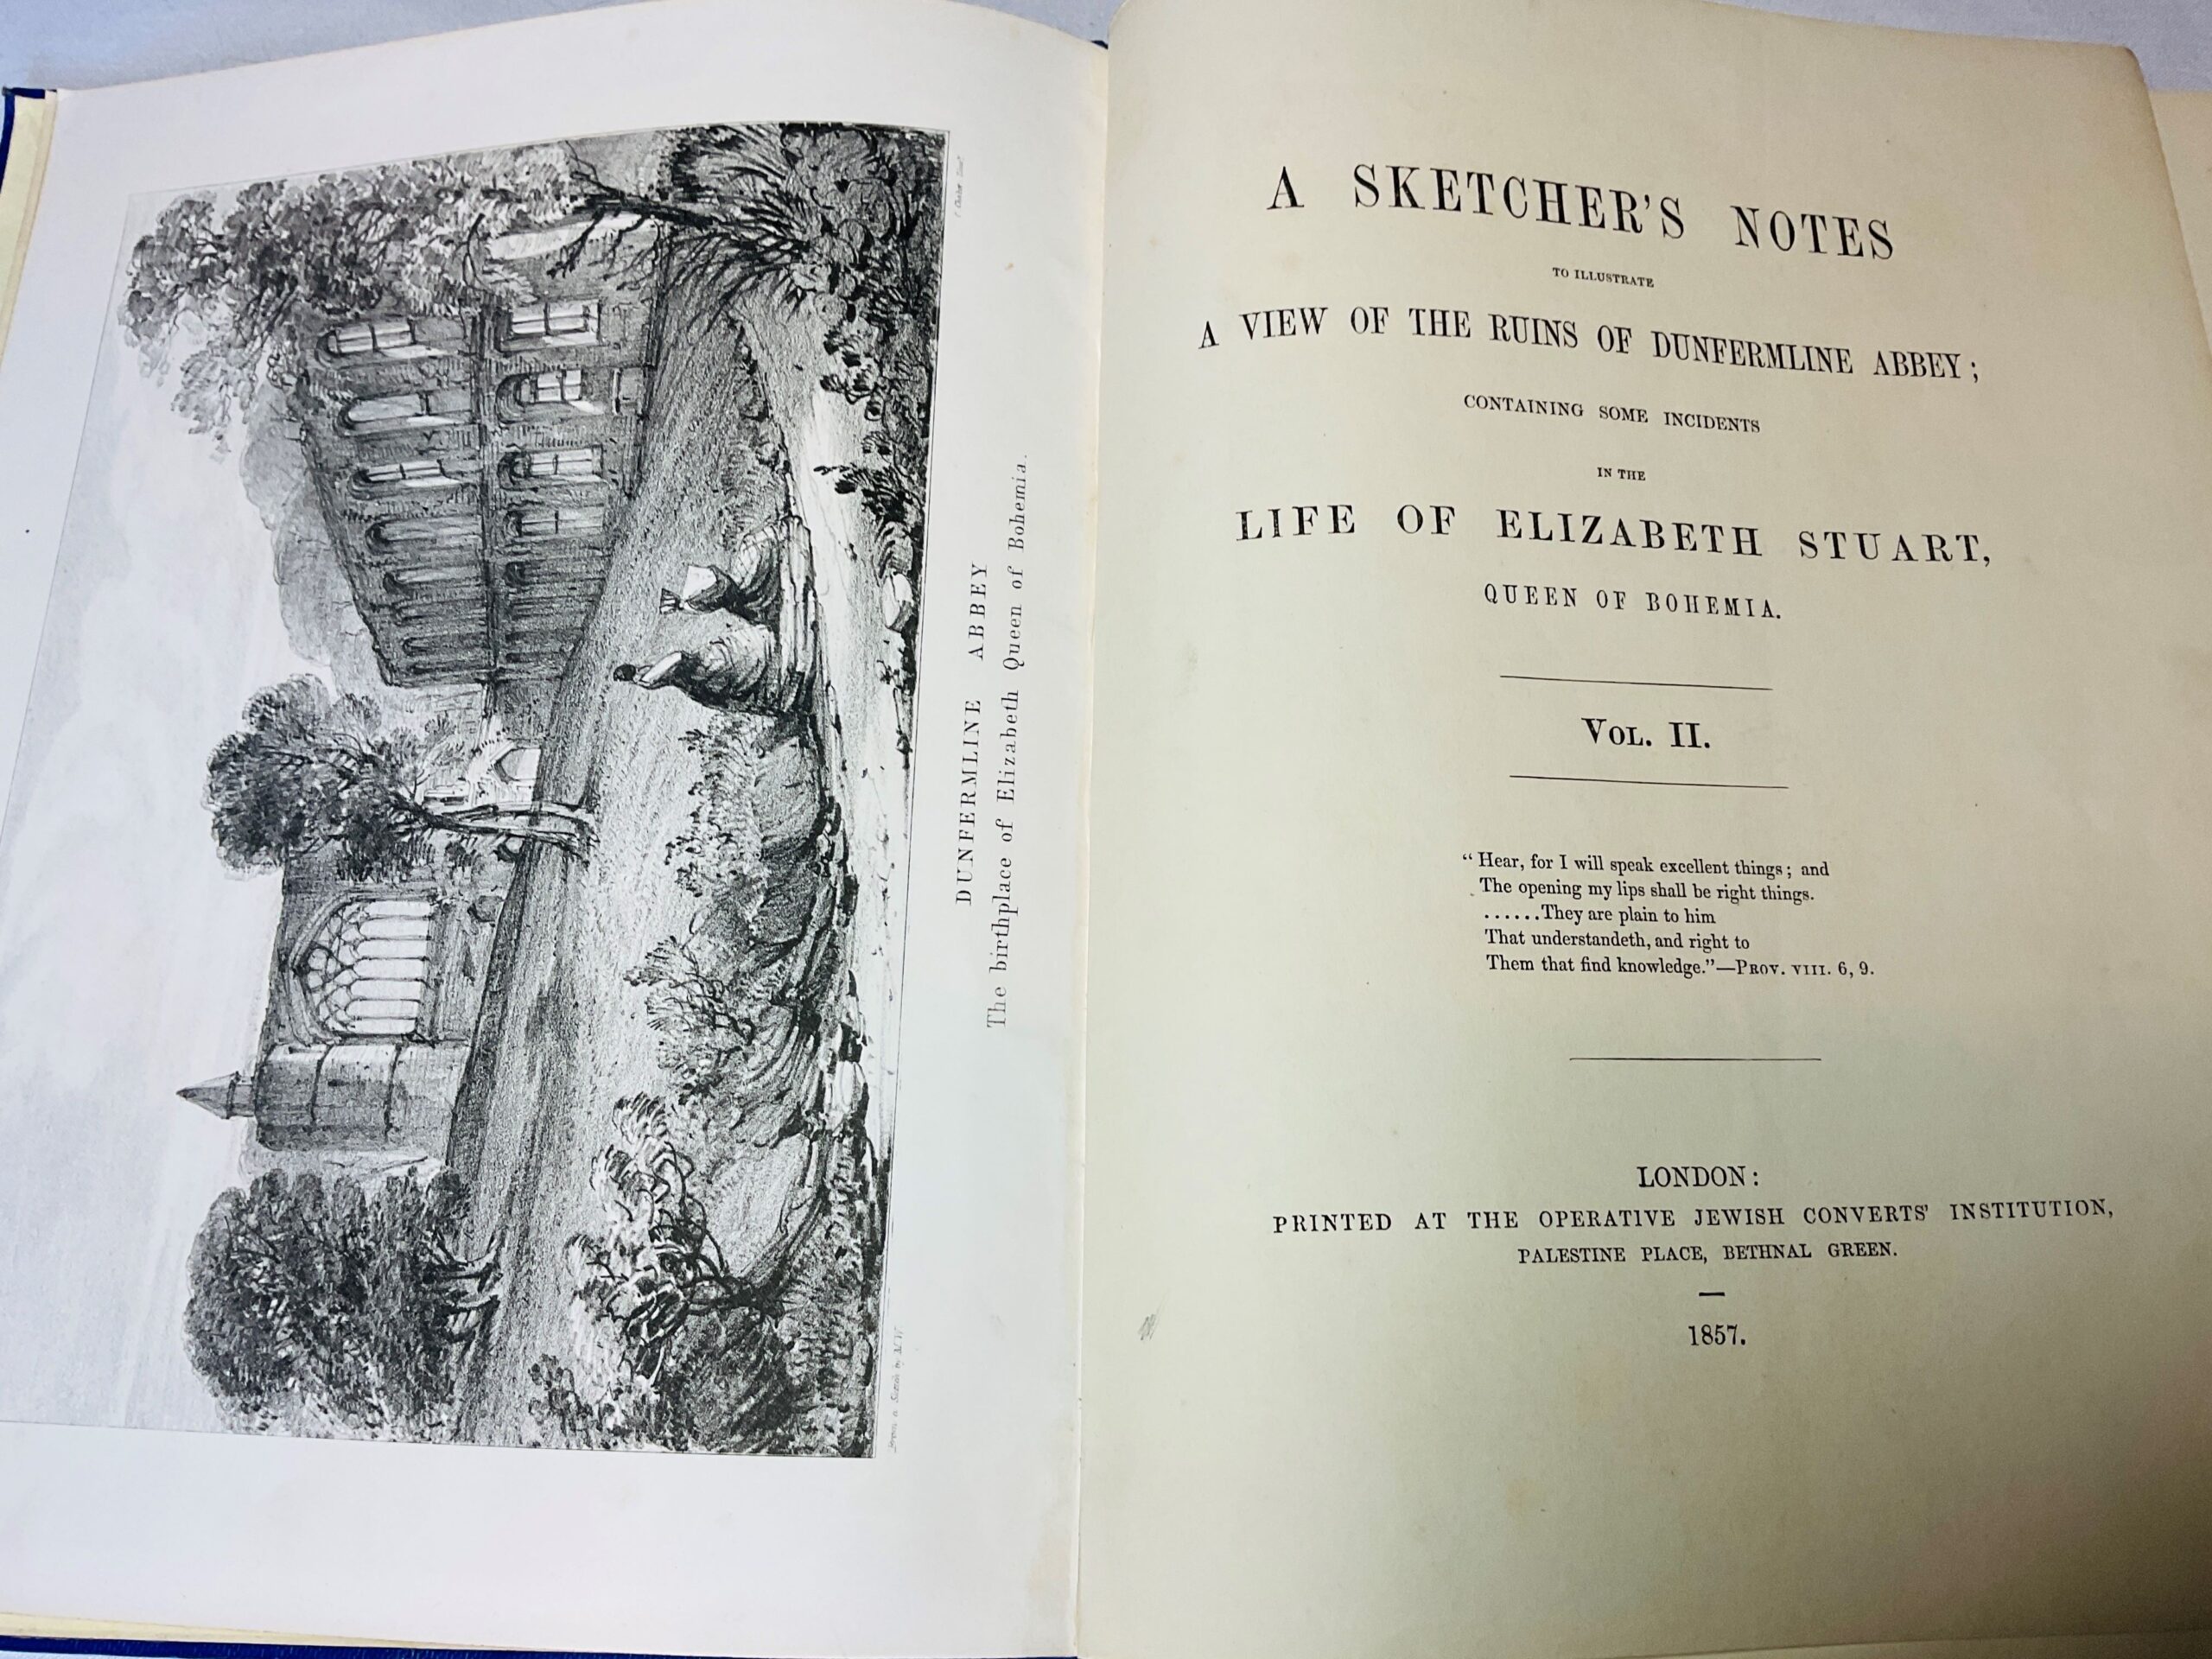 DUNFERMLINE ABBEY
The birthplace of Elizabeth Queen of Bohemia.
From a Sketch by
A SKETCHER'S NOTES
TO ILLUSTRATE
A VIEW OF THE RUINS OF DUNFERMLINE ABBEY;
CONTAINING SOME INCIDENTS
IN THE
LIFE OF ELIZABETH STUART,
QUEEN OF BOHEMIA.
VOL. II.
“Hear, for I will speak excellent things; and
The opening my lips shall be right things.
......They are plain to him
That understandeth, and right to
Them that find knowledge.”—PROV. VIII. 6, 9.
LONDON:
PRINTED AT THE OPERATIVE JEWISH CONVERTS' INSTITUTION,
PALESTINE PLACE, BETHNAL GREEN.
1857.